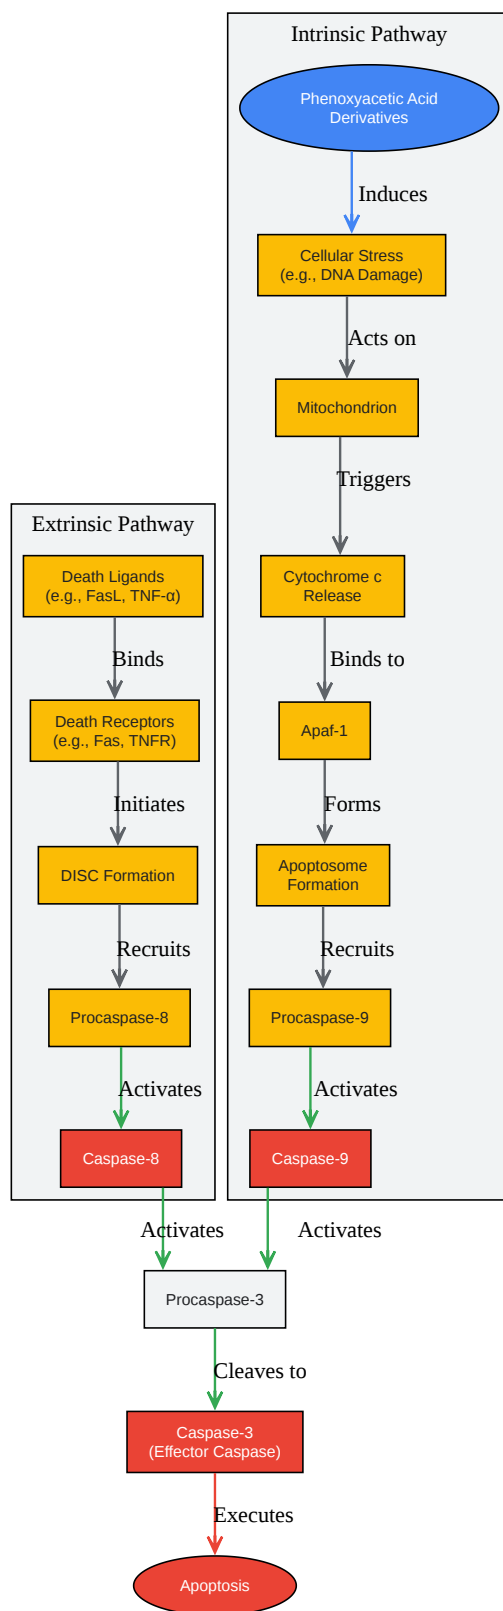 Intrinsic Pathway
Phenoxyacetic Acid
Derivatives
Induces
Cellular Stress
(e.g., DNA Damage)
Acts on
Mitochondrion
Triggers
Cytochrome c
Release
Binds to
Apaf-1
Forms
Apoptosome
Formation
Recruits
Procaspase-9
Activates
Caspase-9
Activates
Extrinsic Pathway
Death Ligands
(e.g., FasL, TNF-α)
Binds
Death Receptors
(e.g., Fas, TNFR)
Initiates
DISC Formation
Recruits
Procaspase-8
Activates
Caspase-8
Activates
Procaspase-3
Cleaves to
Caspase-3
(Effector Caspase)
Executes
Apoptosis